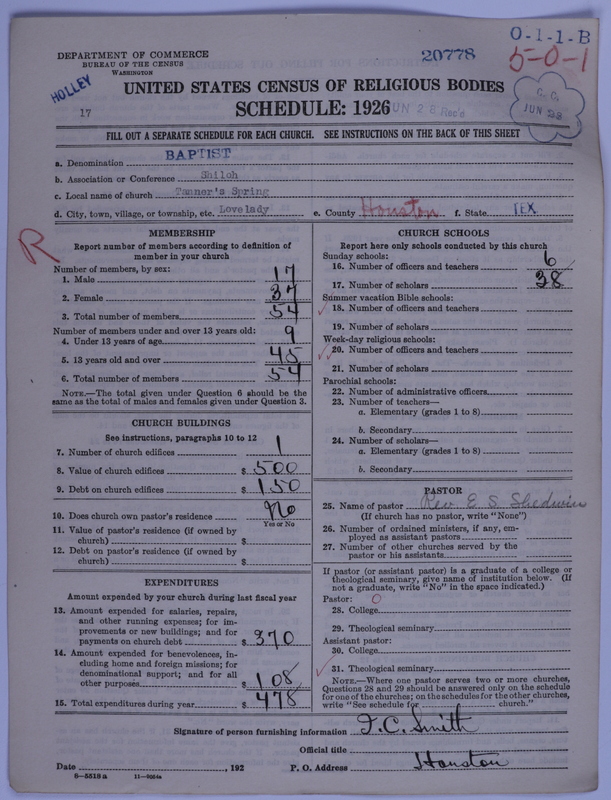 O-1-1-B
DEPARTMENT OF COMMERCE
BUREAU OF THE CENSUS
WASHINGTON
20778
5-0-1
HOLLEY
UNITED STATES CENSUS OF RELIGIOUS BODIES
17
SCHEDULE: 1926
JUN 28 Rec'd
C. C.
JUN 29
FILL OUT A SEPARATE SCHEDULE FOR EACH CHURCH. SEE INSTRUCTIONS ON THE BACK OF THIS SHEET
a. Denomination BAPTIST
b. Association or Conference Shiloh
c. Local name of church Tanner's Spring
d. City, town, village, or township, etc. Lovelady e. County Houston f. State TEX
R
MEMBERSHIP
Report number of members according to definition of
member in your church
Number of members, by sex:
1. Male 17
2. Female 37
3. Total number of members 54
Number of members under and over 13 years old:
4. Under 13 years of age 9
5. 13 years old and over 45
6. Total number of members 54
NOTE.—The total given under Question 6 should be the
same as the total of males and females given under Question 3.
CHURCH BUILDINGS
See instructions, paragraphs 10 to 12
7. Number of church edifices 1
8. Value of church edifices $ 500
9. Debt on church edifices $ 150
10. Does church own pastor's residence No
Yes or No
11. Value of pastor's residence (if owned by
church) $
12. Debt on pastor's residence (if owned by
church) $
EXPENDITURES
Amount expended by your church during last fiscal year
13. Amount expended for salaries, repairs,
and other running expenses; for im-
provements or new buildings; and for
payments on church debt $ 370
14. Amount expended for benevolences, in-
cluding home and foreign missions; for
denominational support; and for all
other purposes $ 108
15. Total expenditures during year $ 478
CHURCH SCHOOLS
Report here only schools conducted by this church
Sunday schools:
16. Number of officers and teachers 6
17. Number of scholars 38
Summer vacation Bible schools:
18. Number of officers and teachers
19. Number of scholars
Week-day religious schools:
20. Number of officers and teachers
21. Number of scholars
Parochial schools:
22. Number of administrative officers
23. Number of teachers—
a. Elementary (grades 1 to 8)
b. Secondary
24. Number of scholars—
a. Elementary (grades 1 to 8)
b. Secondary
PASTOR
25. Name of pastor Rev. E S
(If church has no pastor, write "None")
26. Number of ordained ministers, if any, em-
ployed as assistant pastors
27. Number of other churches served by the
pastor or his assistants
If pastor (or assistant pastor) is a graduate of a college or
theological seminary, give name of institution below. (If
not a graduate, write "No" in the space indicated.)
Pastor: 0
28. College
29. Theological seminary
Assistant pastor:
30. College
31. Theological seminary
NOTE.—Where one pastor serves two or more churches,
Questions 28 and 29 should be answered only on the schedule
for one of the churches; on the schedules for the other churches,
write "See schedule for church."
Signature of person furnishing information J. C. Smith
Official title
Date , 192 P. O. Address Houston
8—5518 a 11—9064a